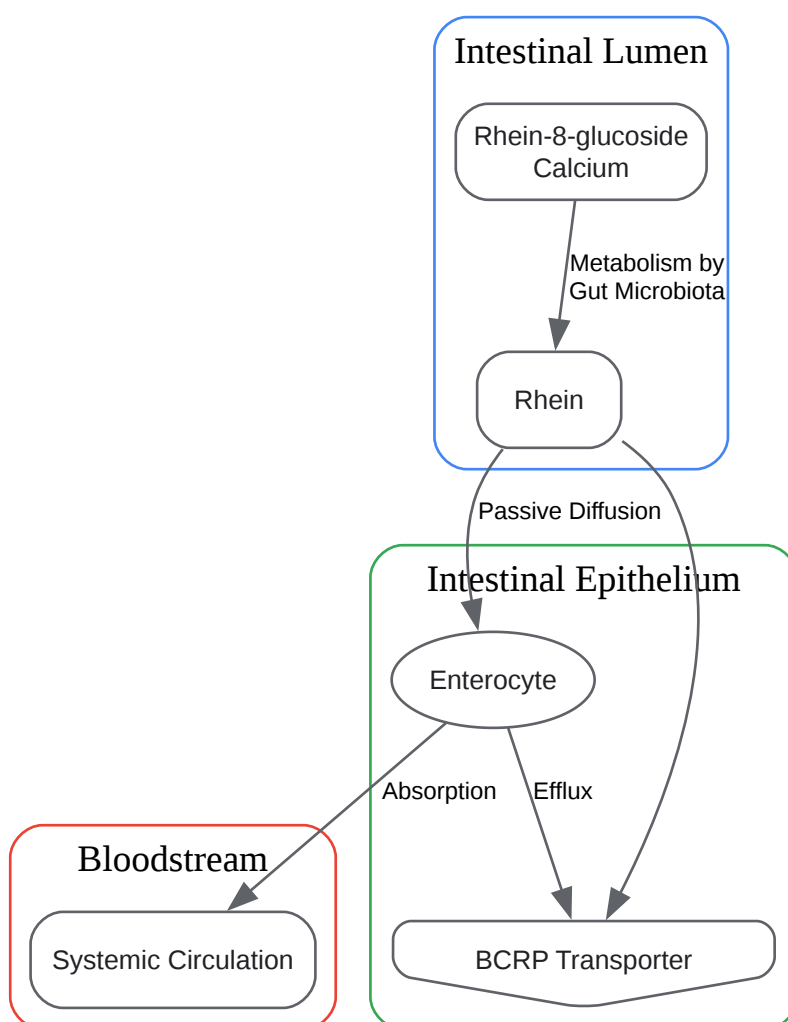 Intestinal Lumen
Rhein-8-glucoside
Calcium
Metabolism by
Gut Microbiota
Rhein
Passive Diffusion
Intestinal Epithelium
Enterocyte
Absorption
Efflux
Bloodstream
Systemic Circulation
BCRP Transporter